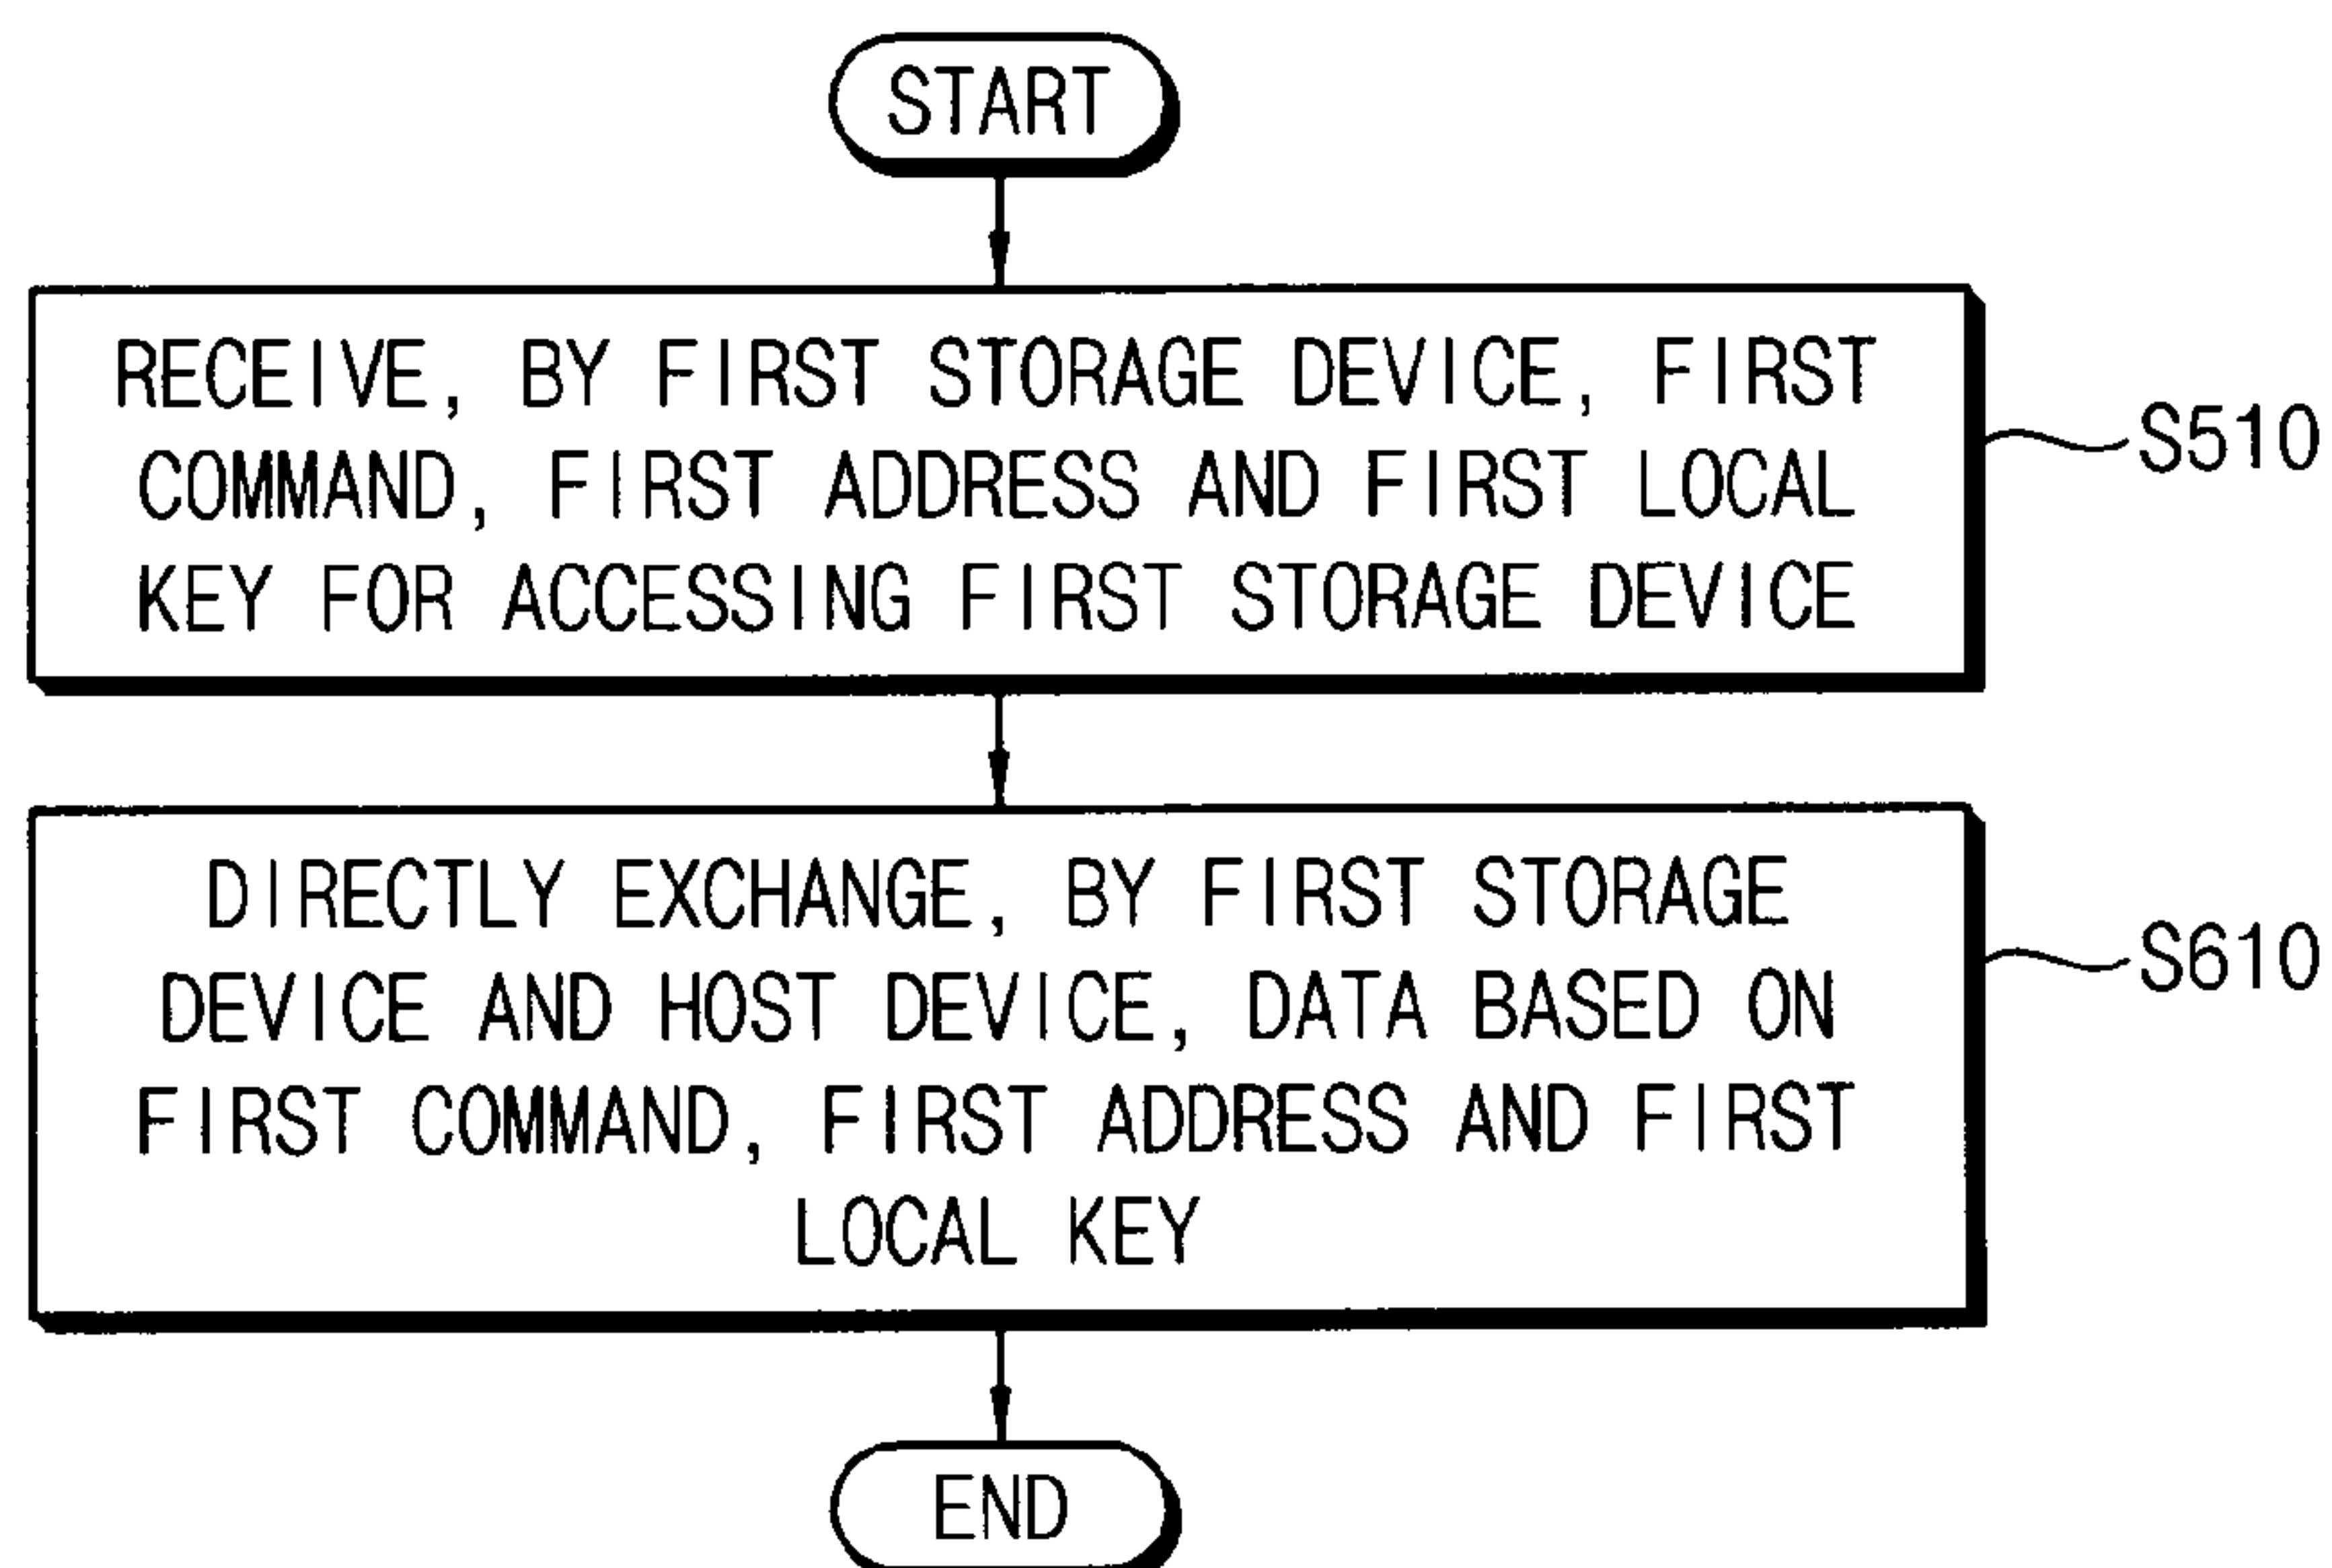 START
RECEIVE, BY FIRST STORAGE DEVICE, FIRST
COMMAND, FIRST ADDRESS AND FIRST LOCAL
KEY FOR ACCESSING FIRST STORAGE DEVICE
S510
DIRECTLY EXCHANGE, BY FIRST STORAGE
DEVICE AND HOST DEVICE, DATA BASED ON
FIRST COMMAND, FIRST ADDRESS AND FIRST
LOCAL KEY
S610
END